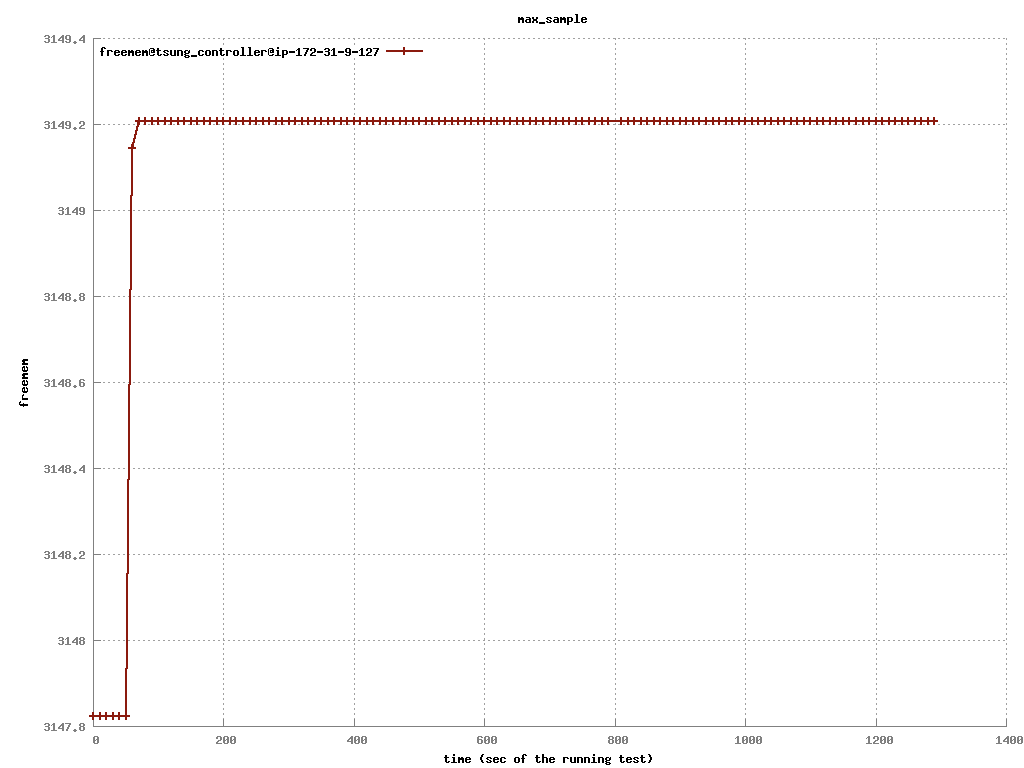 max_sample
3149.4
freemem@tsung_controller@ip-172-31-9-127
3149.2
3149
3148.8
3148.6
freemem
3148.4
3148.2
3148
3147.8
0 200 400 600 800 1000 1200 1400
time (sec of the running test)